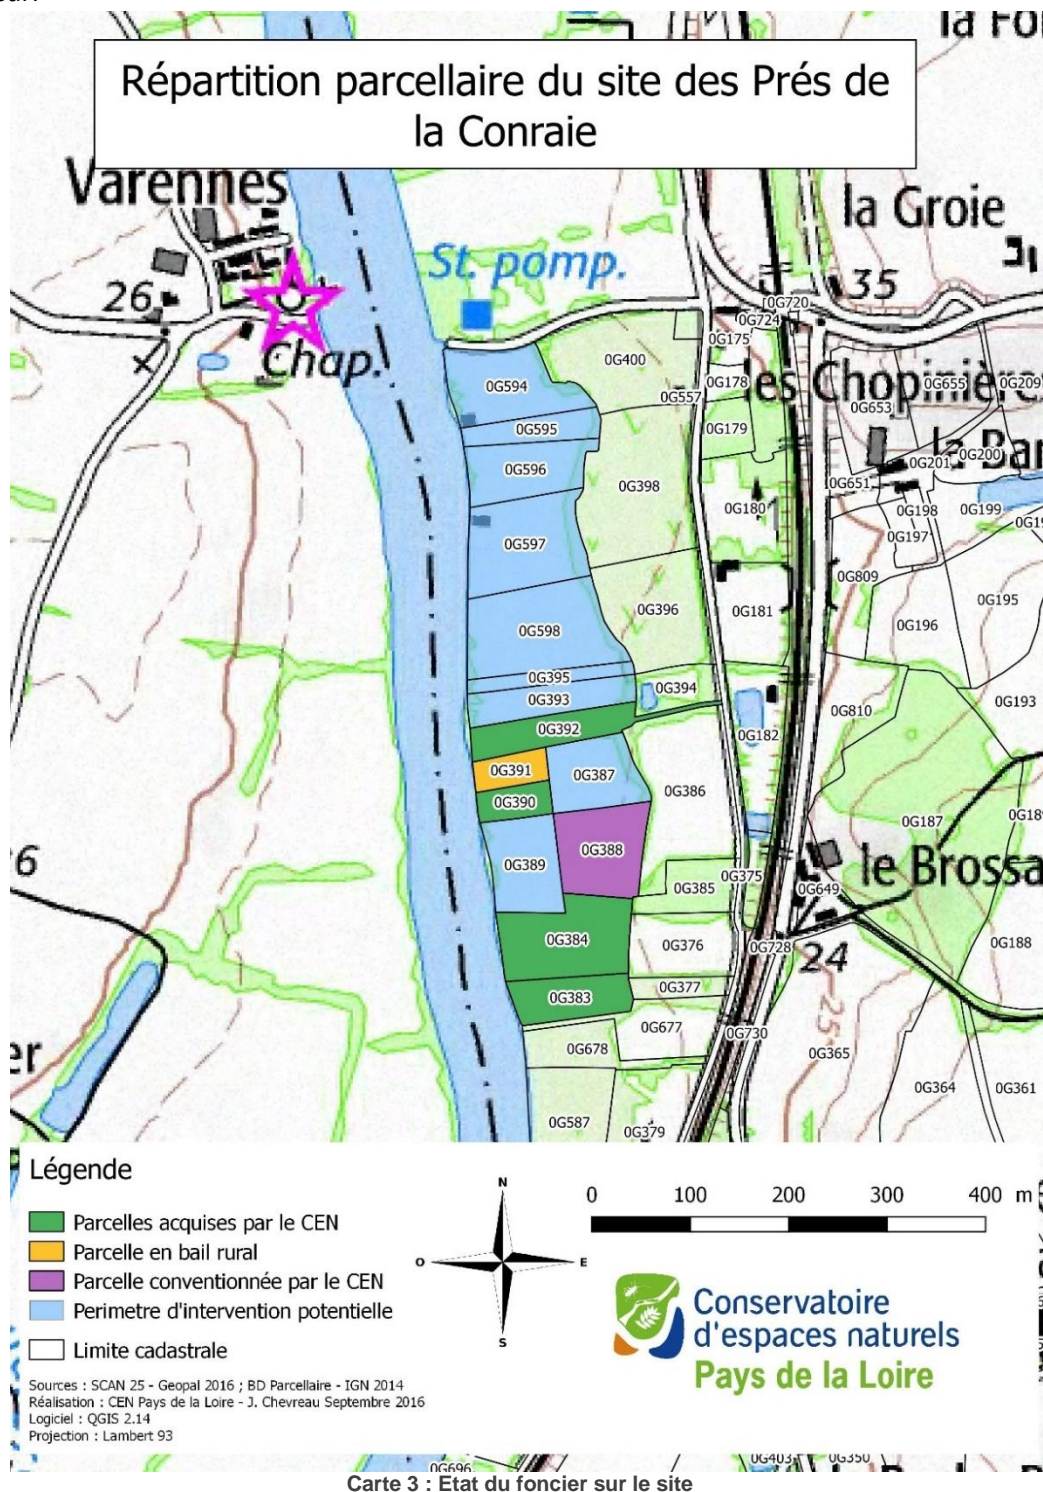 Répartition parcellaire du site des Prés de
la Conraie
Varennes
la Groie
St. pomp.
26
35
0G720
0G724
0G175
Chap.
0G400
0G594
0G178
les Chopinières
0G655
0G209
0G557
0G653
0G595
0G179
0G200
0G201
0G596
0G398
0G651
0G180
0G198
0G199
0G597
0G197
0G809
0G396
0G181
0G195
0G196
0G598
0G395
0G394
0G393
0G193
0G810
0G392
0G182
0G391
0G387
0G386
0G390
0G187
0G388
0G389
0G375
0G385
0G649
le Brossa
6
0G384
0G376
0G728
24
0G188
0G377
0G383
0G677
0G730
25
0G678
0G365
er
0G364
0G361
0G587
0G379
Légende
Parcelles acquises par le CEN
Parcelle en bail rural
Parcelle conventionnée par le CEN
Perimetre d'intervention potentielle
Limite cadastrale
N
O
E
S
0 100 200 300 400 m
Conservatoire
d'espaces naturels
Pays de la Loire
Sources : SCAN 25 - Geopal 2016 ; BD Parcellaire - IGN 2014
Réalisation : CEN Pays de la Loire - J. Chevreau Septembre 2016
Logiciel : QGIS 2.14
Projection : Lambert 93
0G696
0G403
0G350
Carte 3 : Etat du foncier sur le site